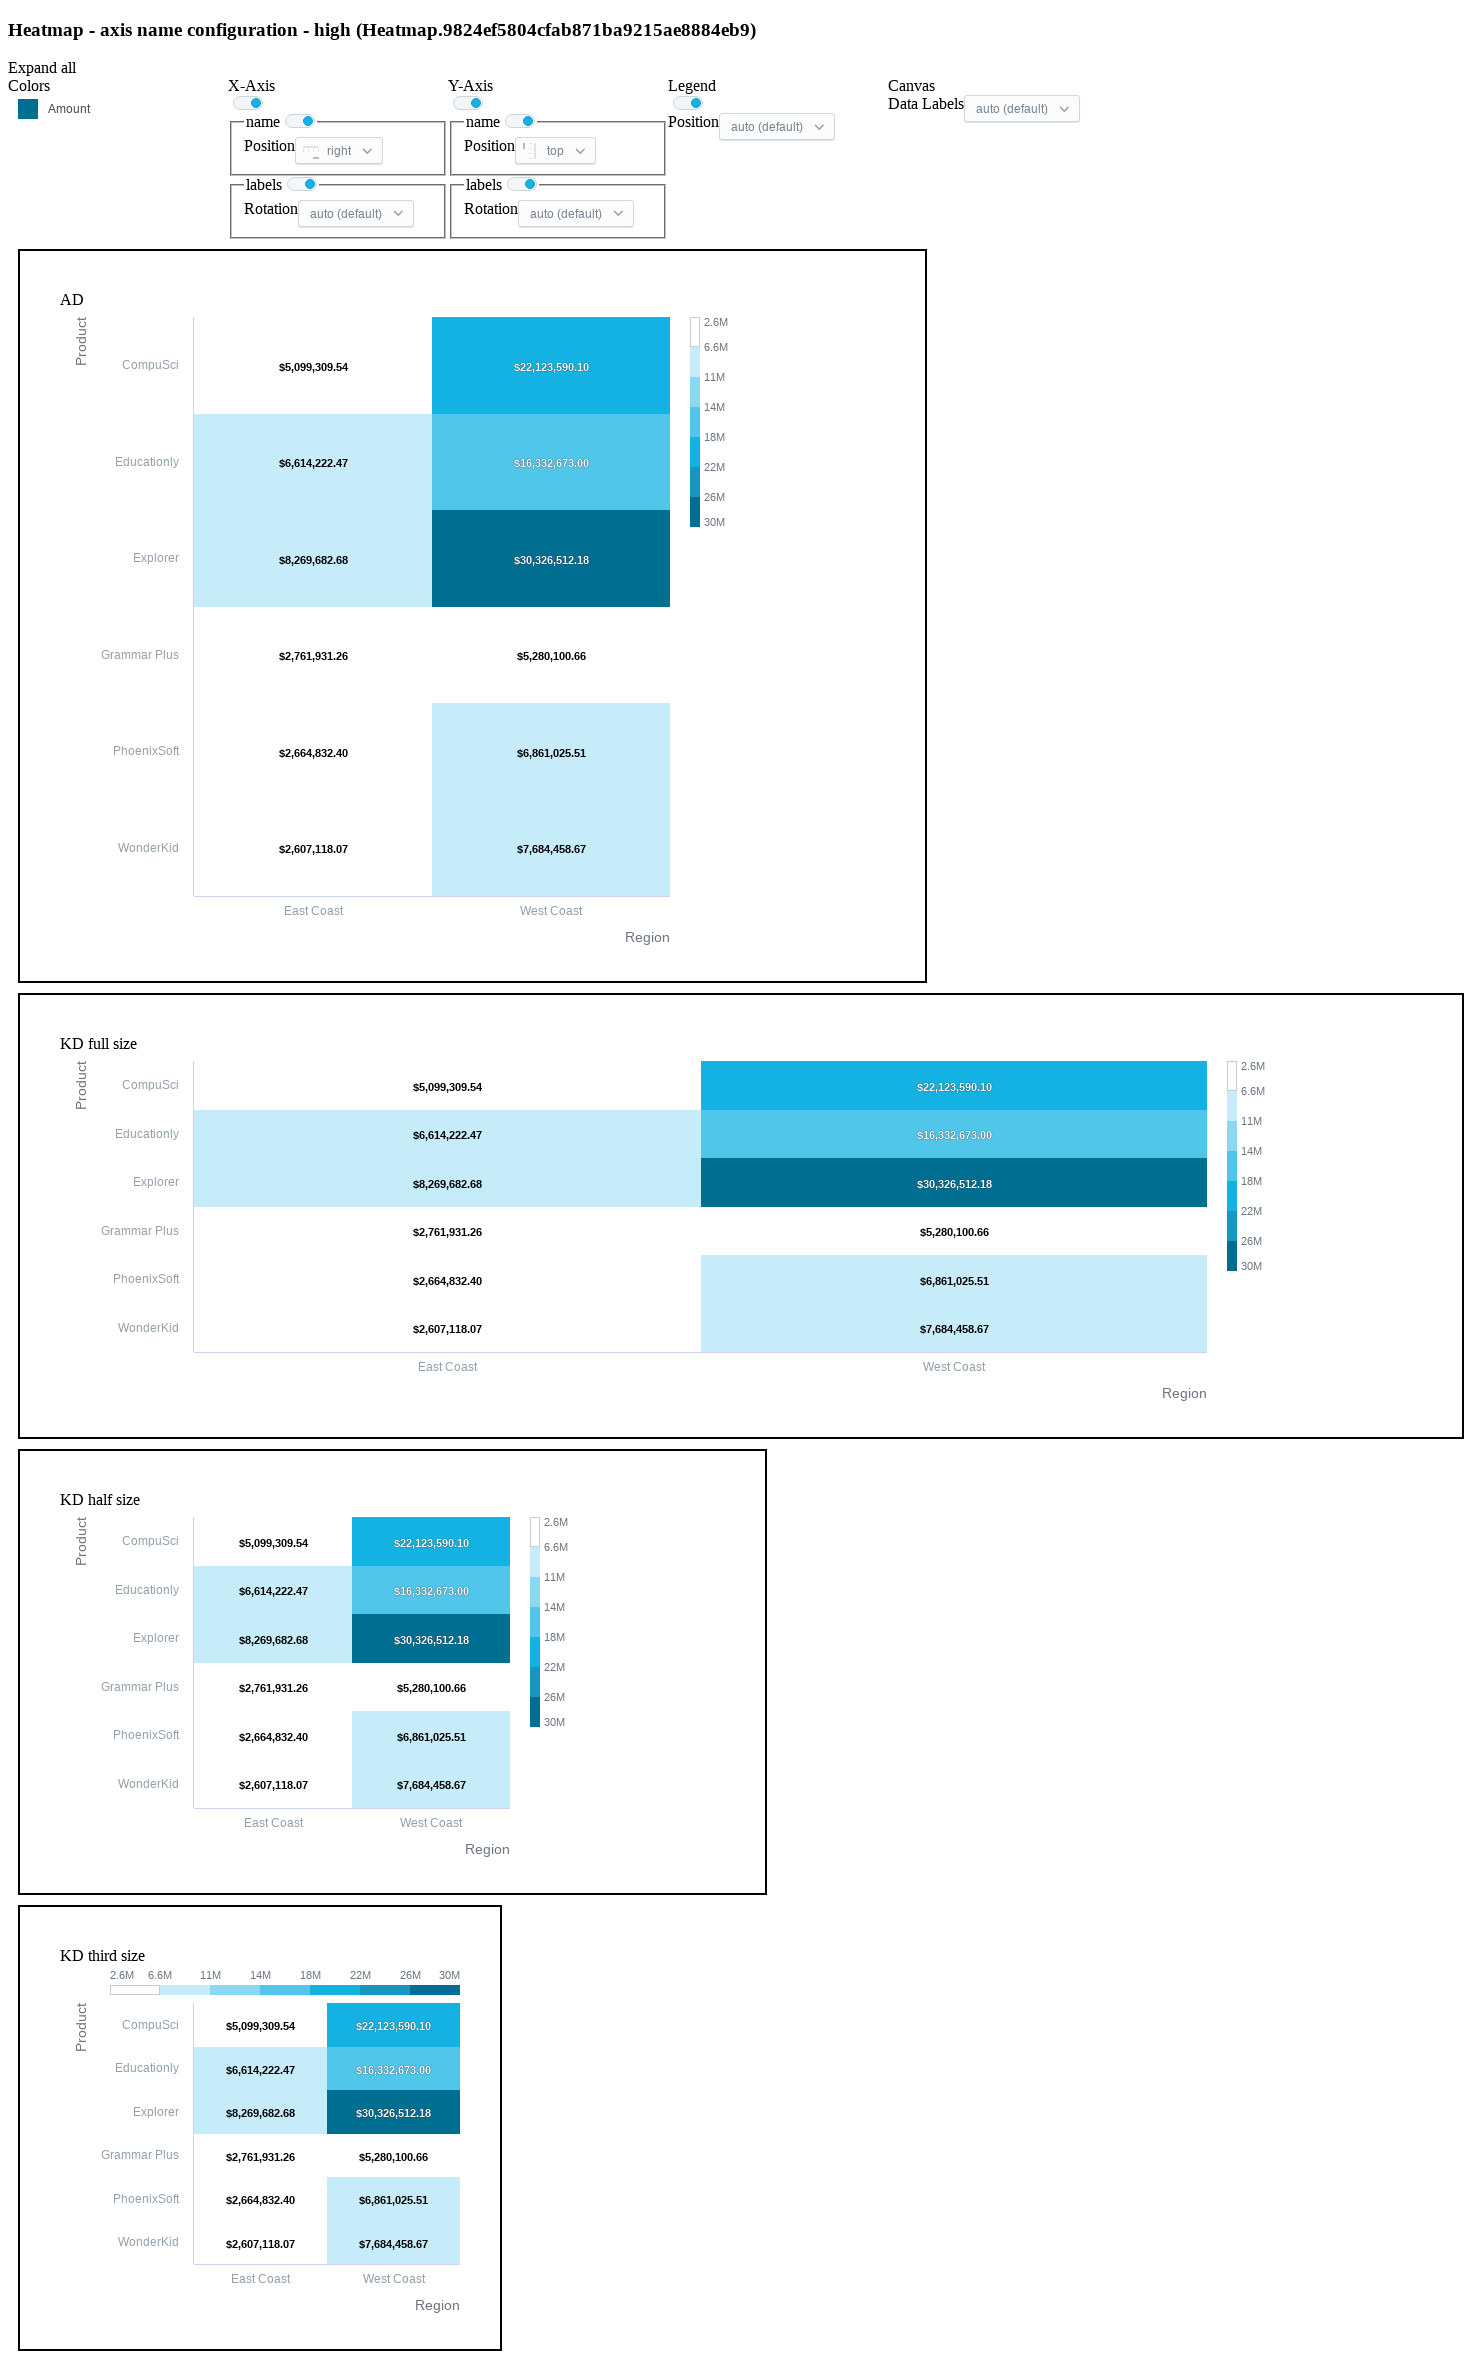 Heatmap - axis name configuration - high (Heatmap.9824ef5804cfab871ba9215ae8884eb9)
Expand all
Colors
Amount
X-Axis
name
Position right
labels
Rotation auto (default)
Y-Axis
name
Position top
labels
Rotation auto (default)
Legend
Position auto (default)
Canvas
Data Labels auto (default)
AD
Product
CompuSci $5,099,309.54 $22,123,590.10
Educationly $6,614,222.47 $16,332,673.00
Explorer $8,269,682.68 $30,326,512.18
Grammar Plus $2,761,931.26 $5,280,100.66
PhoenixSoft $2,664,832.40 $6,861,025.51
WonderKid $2,607,118.07 $7,684,458.67
East Coast West Coast
Region
2.6M
6.6M
11M
14M
18M
22M
26M
30M
KD full size
Product
CompuSci $5,099,309.54 $22,123,590.10
Educationly $6,614,222.47 $16,332,673.00
Explorer $8,269,682.68 $30,326,512.18
Grammar Plus $2,761,931.26 $5,280,100.66
PhoenixSoft $2,664,832.40 $6,861,025.51
WonderKid $2,607,118.07 $7,684,458.67
East Coast West Coast
Region
2.6M
6.6M
11M
14M
18M
22M
26M
30M
KD half size
Product
CompuSci $5,099,309.54 $22,123,590.10
Educationly $6,614,222.47 $16,332,673.00
Explorer $8,269,682.68 $30,326,512.18
Grammar Plus $2,761,931.26 $5,280,100.66
PhoenixSoft $2,664,832.40 $6,861,025.51
WonderKid $2,607,118.07 $7,684,458.67
East Coast West Coast
Region
2.6M
6.6M
11M
14M
18M
22M
26M
30M
KD third size
2.6M 6.6M 11M 14M 18M 22M 26M 30M
Product
CompuSci $5,099,309.54 $22,123,590.10
Educationly $6,614,222.47 $16,332,673.00
Explorer $8,269,682.68 $30,326,512.18
Grammar Plus $2,761,931.26 $5,280,100.66
PhoenixSoft $2,664,832.40 $6,861,025.51
WonderKid $2,607,118.07 $7,684,458.67
East Coast West Coast
Region